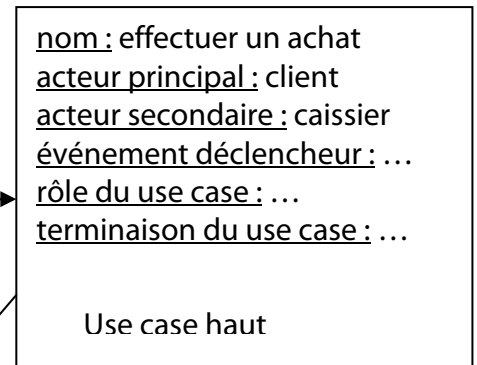 nom : effectuer un achat
acteur principal : client
acteur secondaire : caissier
événement déclencheur : …
rôle du use case : …
terminaison du use case : …
Use case haut